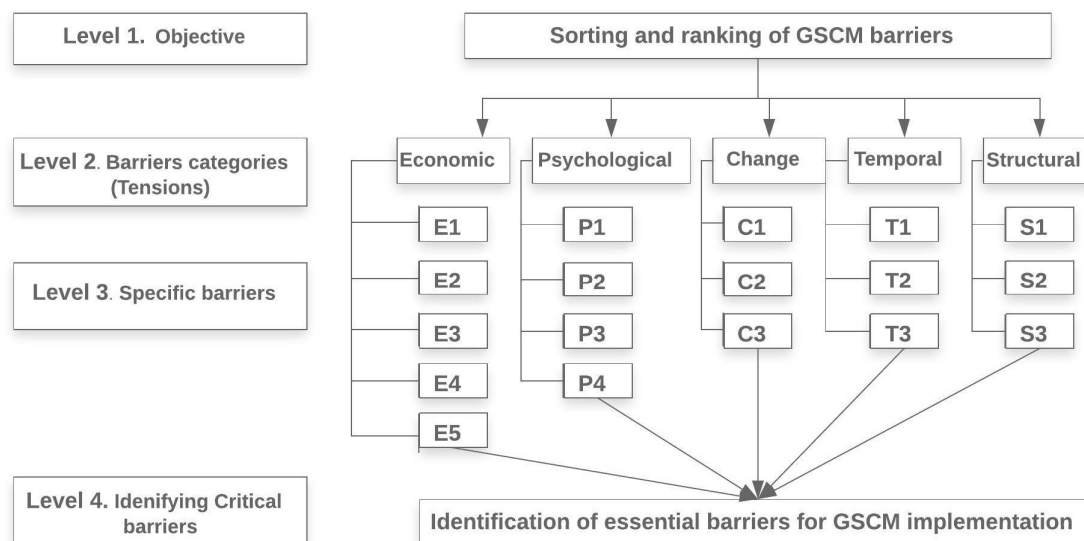 Level 1. Objective
Sorting and ranking of GSCM barriers
Level 2. Barriers categories
(Tensions)
Economic
Psychological
Change
Temporal
Structural
E1
P1
C1
T1
S1
E2
P2
C2
T2
S2
Level 3. Specific barriers
E3
P3
C3
T3
S3
E4
P4
E5
Level 4. Idenifying Critical
barriers
Identification of essential barriers for GSCM implementation